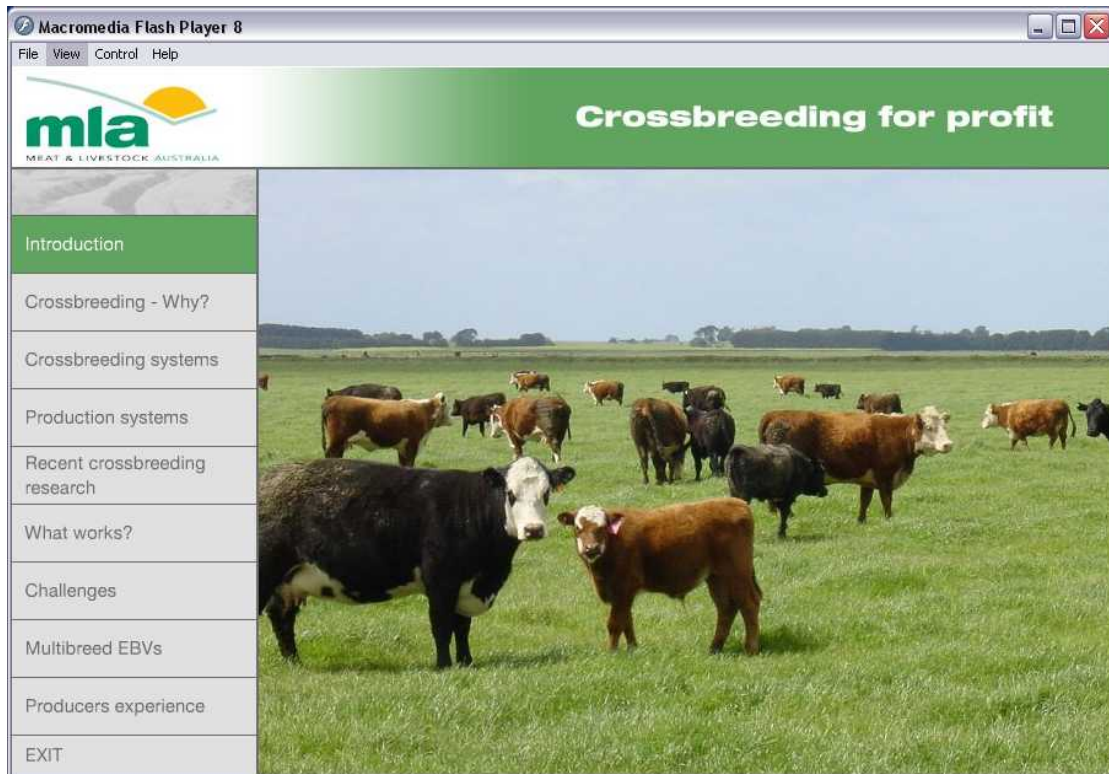 Macromedia Flash Player 8
File View Control Help
mla
MEAT & LIVESTOCK AUSTRALIA
Crossbreeding for profit
Introduction
Crossbreeding - Why?
Crossbreeding systems
Production systems
Recent crossbreeding
research
What works?
Challenges
Multibreed EBVs
Producers experience
EXIT